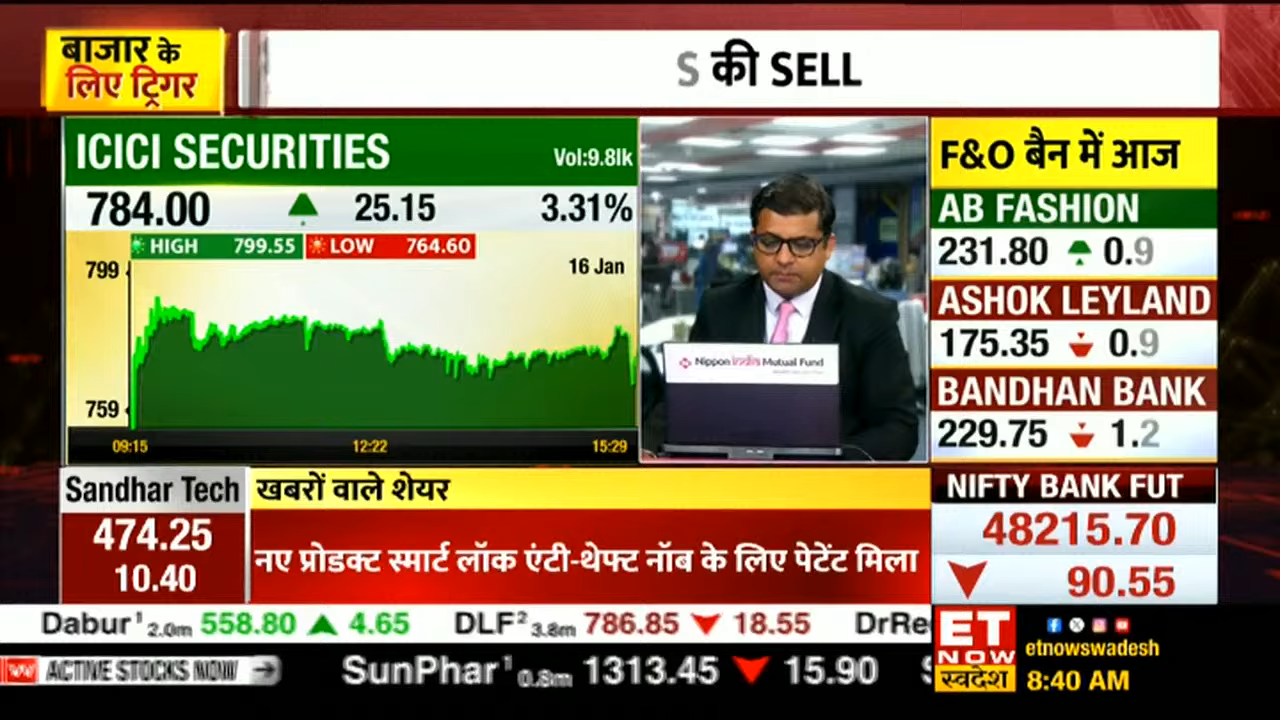 बाजार के
लिए ट्रिगर
S की SELL
ICICI SECURITIES
Vol:9.8lk
784.00 25.15 3.31%
HIGH 799.55 LOW 764.60
16 Jan
799
759
09:15 12:22 15:29
Nippon India Mutual Fund
F&O बैन में आज
AB FASHION
231.80 0.9
ASHOK LEYLAND
175.35 0.9
BANDHAN BANK
229.75 1.2
Sandhar Tech
474.25
10.40
खबरों वाले शेयर
नए प्रोडक्ट स्मार्ट लॉक एंटी-थेफ्ट नॉब के लिए पेटेंट मिला
NIFTY BANK FUT
48215.70
90.55
Dabur¹ 2.0m 558.80 4.65 DLF² 3.8m 786.85 18.55 DrRe
ACTIVE STOCKS NOW
SunPhar¹ 0.8m 1313.45 15.90 S
ET
NOW
स्वदेश
etnowswadesh
8:40 AM